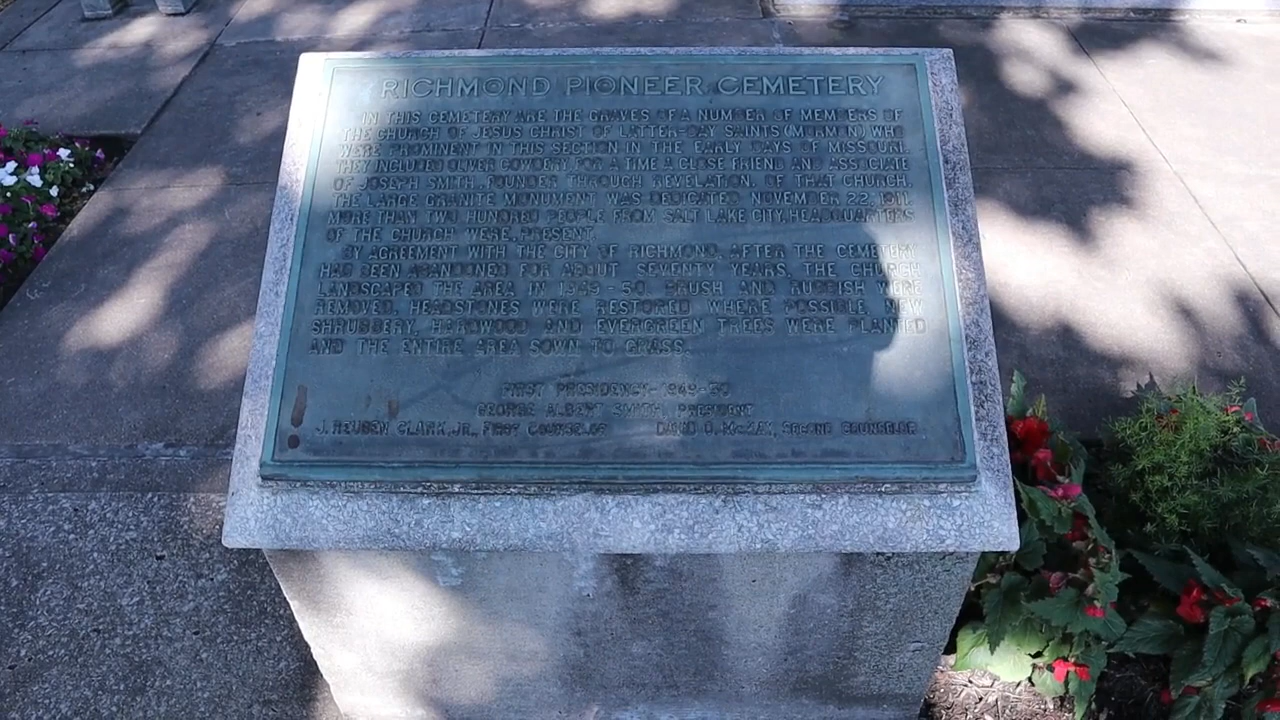 RICHMOND PIONEER CEMETERY
IN THIS CEMETERY ARE THE GRAVES OF A NUMBER OF MEMBERS OF
THE CHURCH OF JESUS CHRIST OF LATTER-DAY SAINTS (MORMON) WHO
WERE PROMINENT IN THIS SECTION IN THE EARLY DAYS OF MISSOURI.
THEY INCLUDED OLIVER COWDERY FOR A TIME A CLOSE FRIEND AND ASSOCIATE
OF JOSEPH SMITH, FOUNDER THROUGH REVELATION, OF THAT CHURCH.
THE LARGE GRANITE MONUMENT WAS DEDICATED NOVEMBER 22, 1911.
MORE THAN TWO HUNDRED PEOPLE FROM SALT LAKE CITY, HEADQUARTERS
OF THE CHURCH WERE, PRESENT.
BY AGREEMENT WITH THE CITY OF RICHMOND, AFTER THE CEMETERY
HAD BEEN ABANDONED FOR ABOUT SEVENTY YEARS, THE CHURCH
LANDSCAPED THE AREA IN 1949-50. BRUSH AND RUBBISH WERE
REMOVED, HEADSTONES WERE RESTORED WHERE POSSIBLE, NEW
SHRUBBERY, HARDWOOD AND EVERGREEN TREES WERE PLANTED
AND THE ENTIRE AREA SOWN TO GRASS.
FIRST PRESIDENCY-1949-50
GEORGE ALBERT SMITH, PRESIDENT
J. REUBEN CLARK, JR., FIRST COUNSELOR DAVID O. McKAY, SECOND COUNSELOR